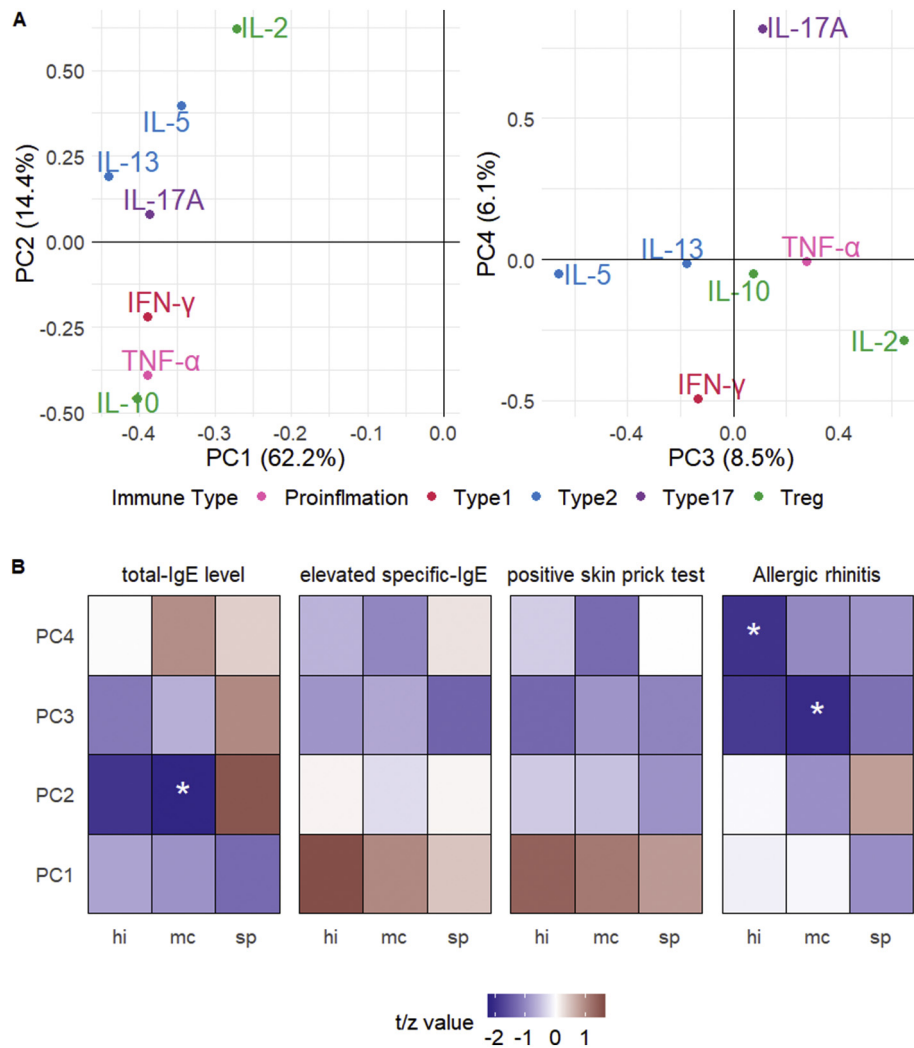 A
IL-2
IL-5
IL-13
IL-17A
IFN-γ
TNF-α
IL-10
0.50
0.25
0.00
-0.25
-0.50
PC2 (14.4%)
-0.4 -0.3 -0.2 -0.1 0.0
PC1 (62.2%)
IL-17A
IL-13
TNF-α
IL-5
IL-10
IL-2
IFN-γ
0.5
0.0
-0.5
PC4 (6.1%)
-0.4 0.0 0.4
PC3 (8.5%)
Immune Type Proinflmation Type1 Type2 Type17 Treg
B
total-IgE level elevated specific-IgE positive skin prick test Allergic rhinitis
PC4 *
PC3 *
PC2 *
PC1
hi mc sp hi mc sp hi mc sp hi mc sp
t/z value
-2 -1 0 1